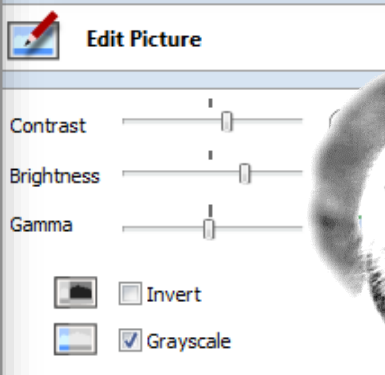 Edit Picture
Contrast
Brightness
Gamma
Invert
Grayscale